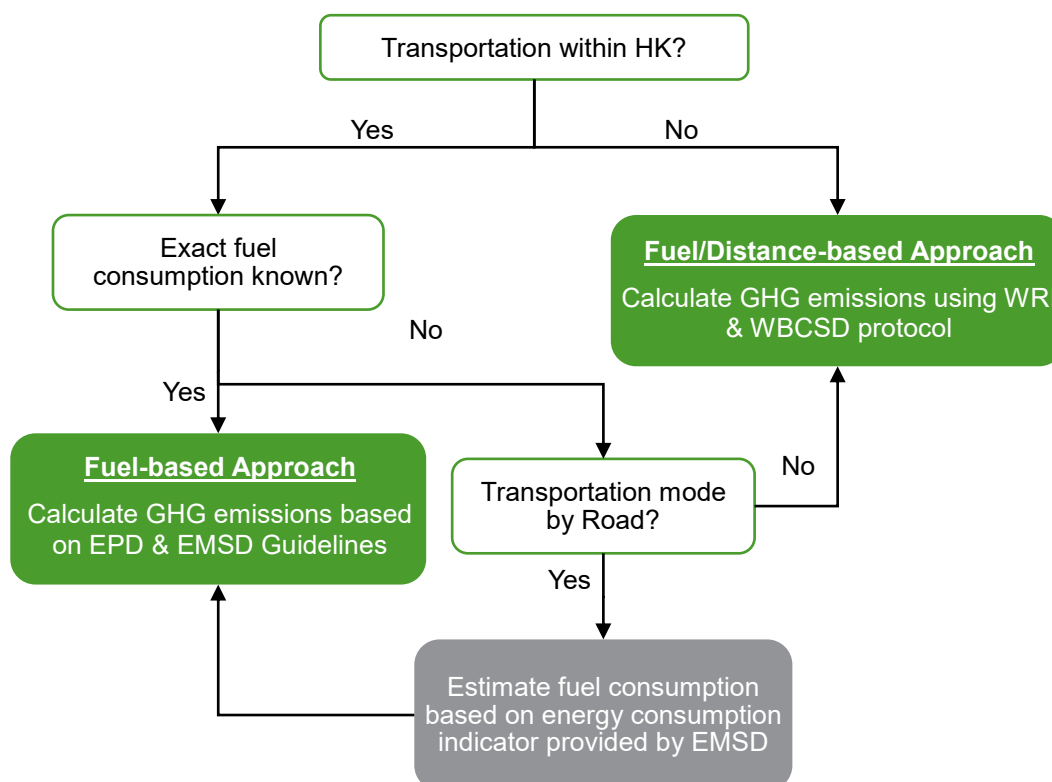 Transportation within HK?
Yes
No
Exact fuel
consumption known?
Fuel/Distance-based Approach
Calculate GHG emissions using WR
& WBCSD protocol
No
Yes
Fuel-based Approach
Calculate GHG emissions based
on EPD & EMSD Guidelines
Transportation mode
by Road?
No
Yes
Estimate fuel consumption
based on energy consumption
indicator provided by EMSD